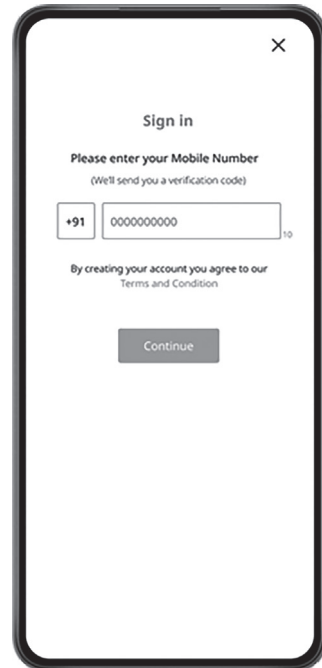 Sign in
Please enter your Mobile Number
(We'll send you a verification code)
+91 0000000000
10
By creating your account you agree to our
Terms and Condition
Continue